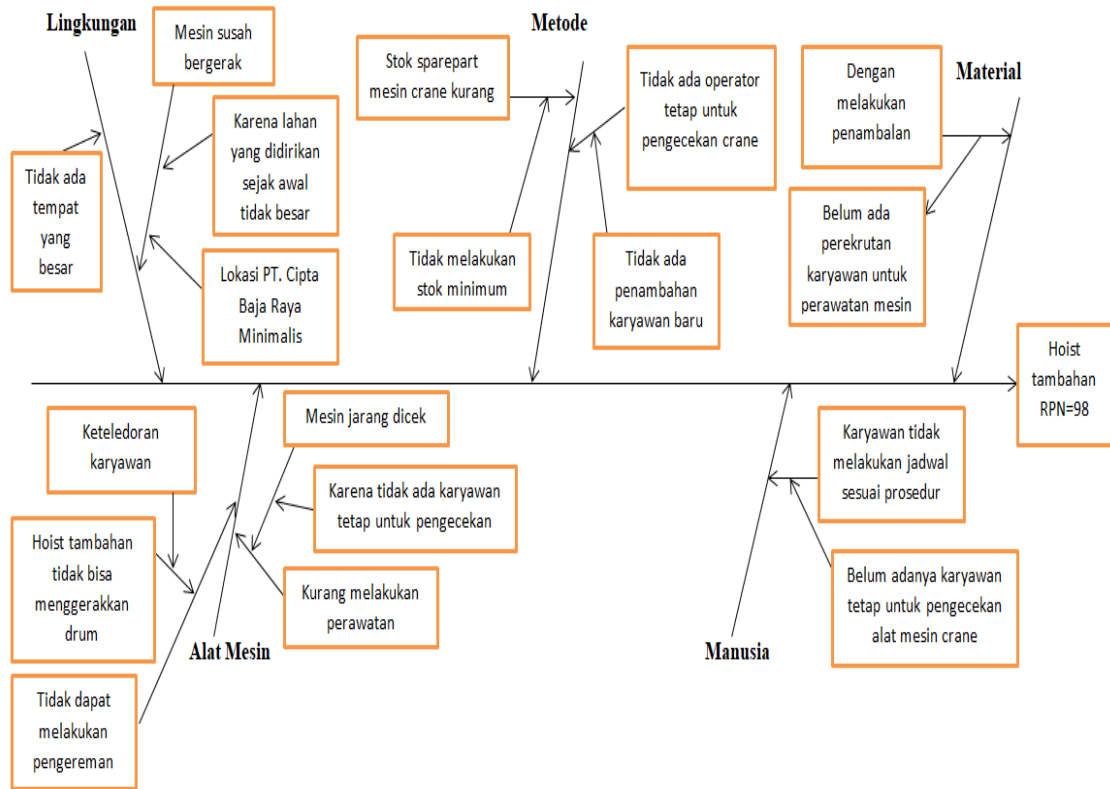 Lingkungan
Mesin susah
bergerak
Karena lahan
yang didirikan
sejak awal
tidak besar
Tidak ada
tempat
yang
besar
Lokasi PT. Cipta
Baja Raya
Minimalis
Metode
Stok sparepart
mesin crane kurang
Tidak ada operator
tetap untuk
pengecekan crane
Tidak melakukan
stok minimum
Tidak ada
penambahan
karyawan baru
Material
Dengan
melakukan
penambalan
Belum ada
perekrutan
karyawan untuk
perawatan mesin
Hoist
tambahan
RPN=98
Keteledoran
karyawan
Mesin jarang dicek
Karena tidak ada karyawan
tetap untuk pengecekan
Hoist tambahan
tidak bisa
menggerakkan
drum
Kurang melakukan
perawatan
Alat Mesin
Tidak dapat
melakukan
pengereman
Karyawan tidak
melakukan jadwal
sesuai prosedur
Belum adanya karyawan
tetap untuk pengecekan
alat mesin crane
Manusia